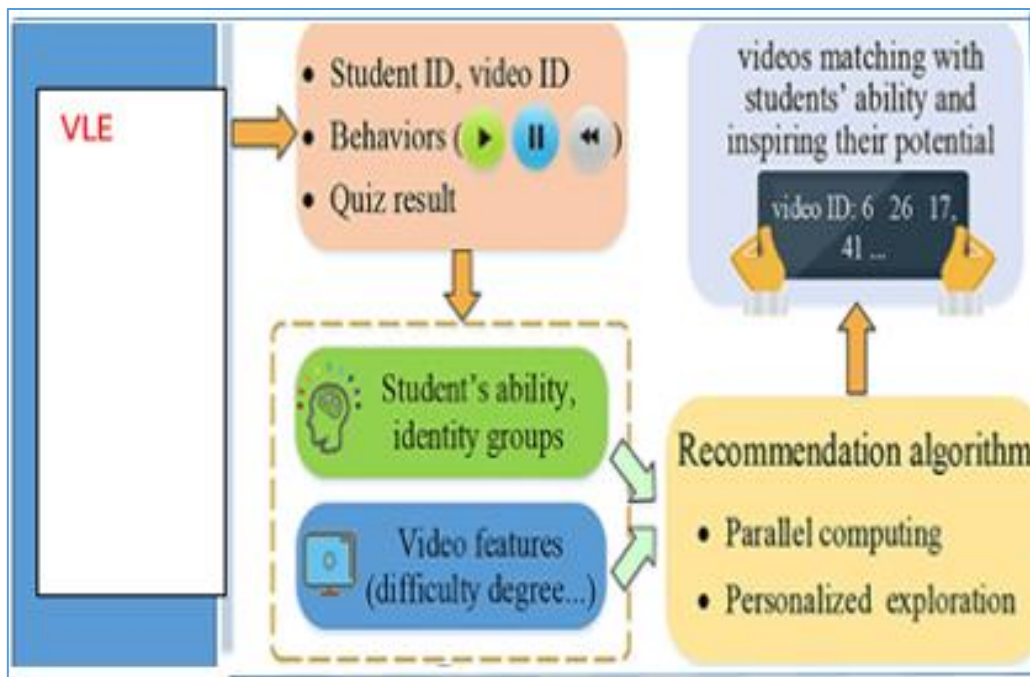 VLE
• Student ID, video ID
• Behaviors ( )
• Quiz result
Student's ability,
identity groups
Video features
(difficulty degree...)
Recommendation algorithm
• Parallel computing
• Personalized exploration
videos matching with
students' ability and
inspiring their potential
video ID: 6 26 17,
41 ...